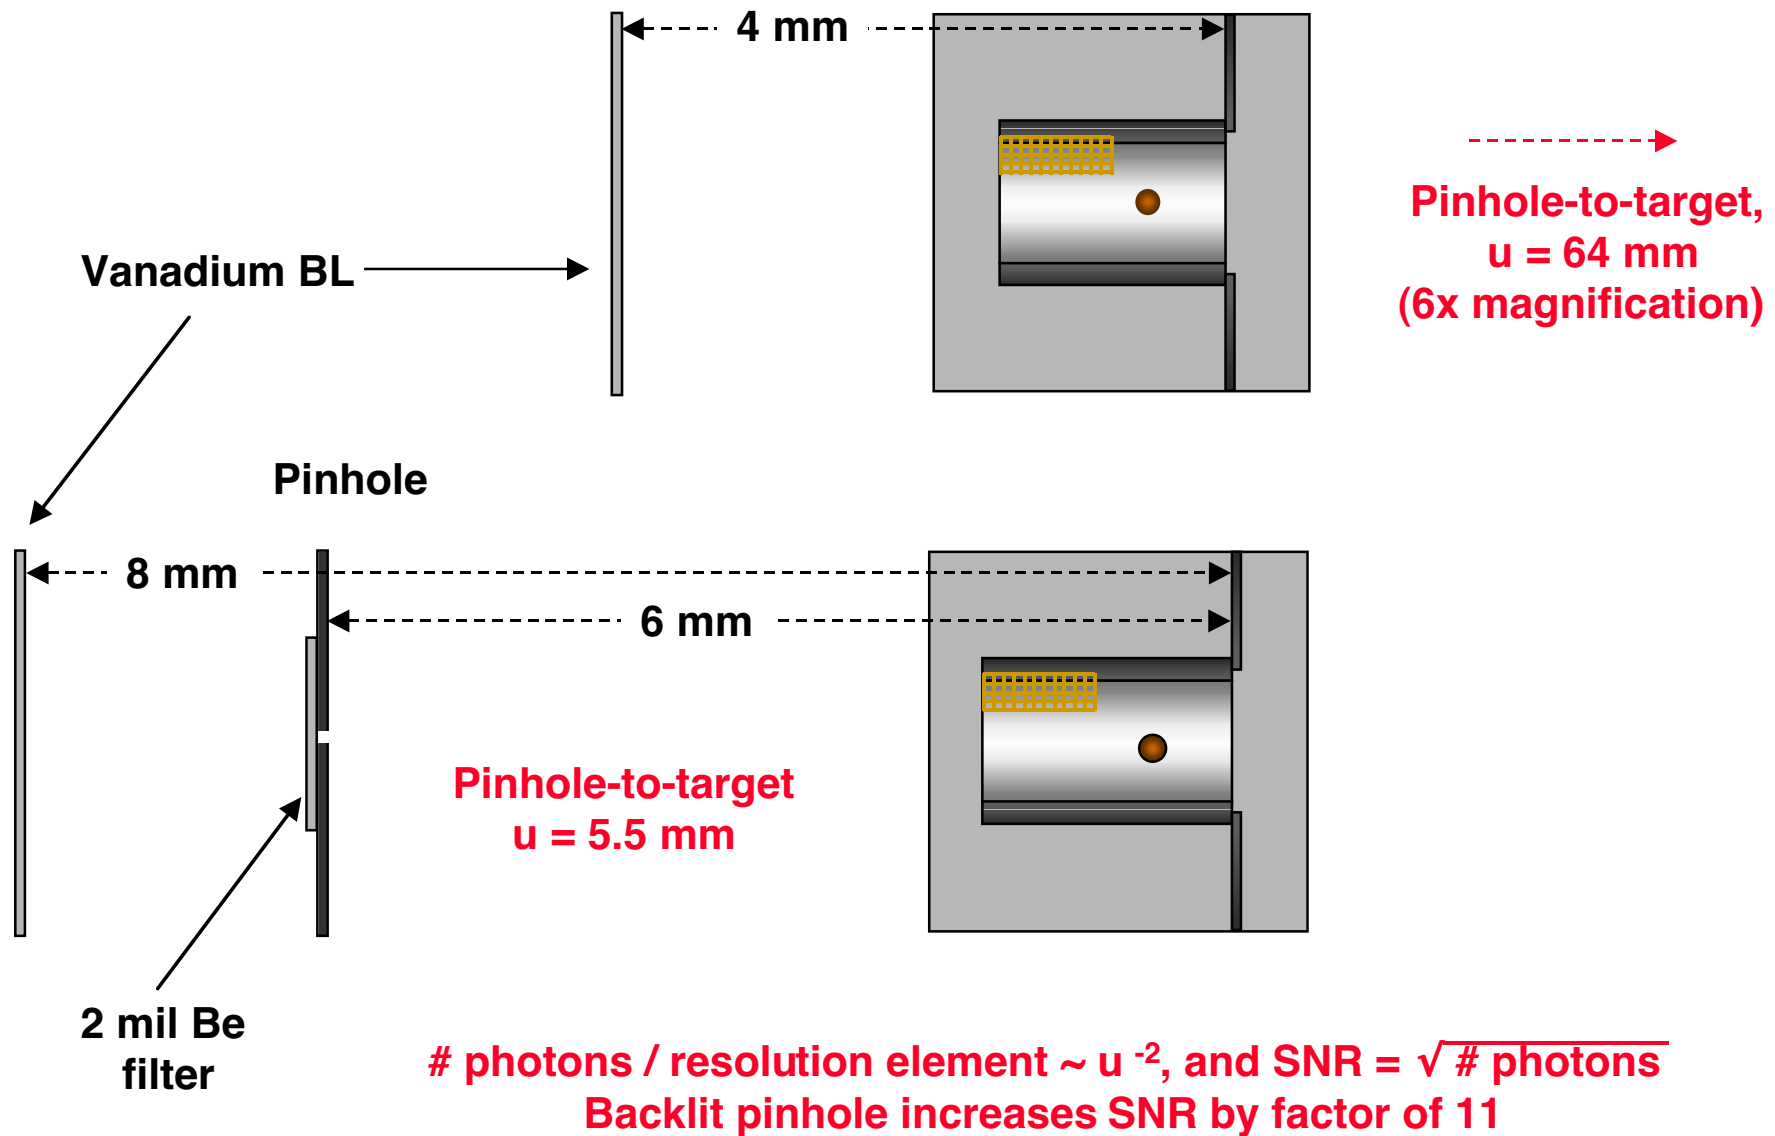 4 mm
Pinhole-to-target,
u = 64 mm
(6x magnification)
Vanadium BL
Pinhole
8 mm
6 mm
Pinhole-to-target
u = 5.5 mm
2 mil Be
filter
# photons / resolution element ~ u⁻², and SNR = √# photons
Backlit pinhole increases SNR by factor of 11